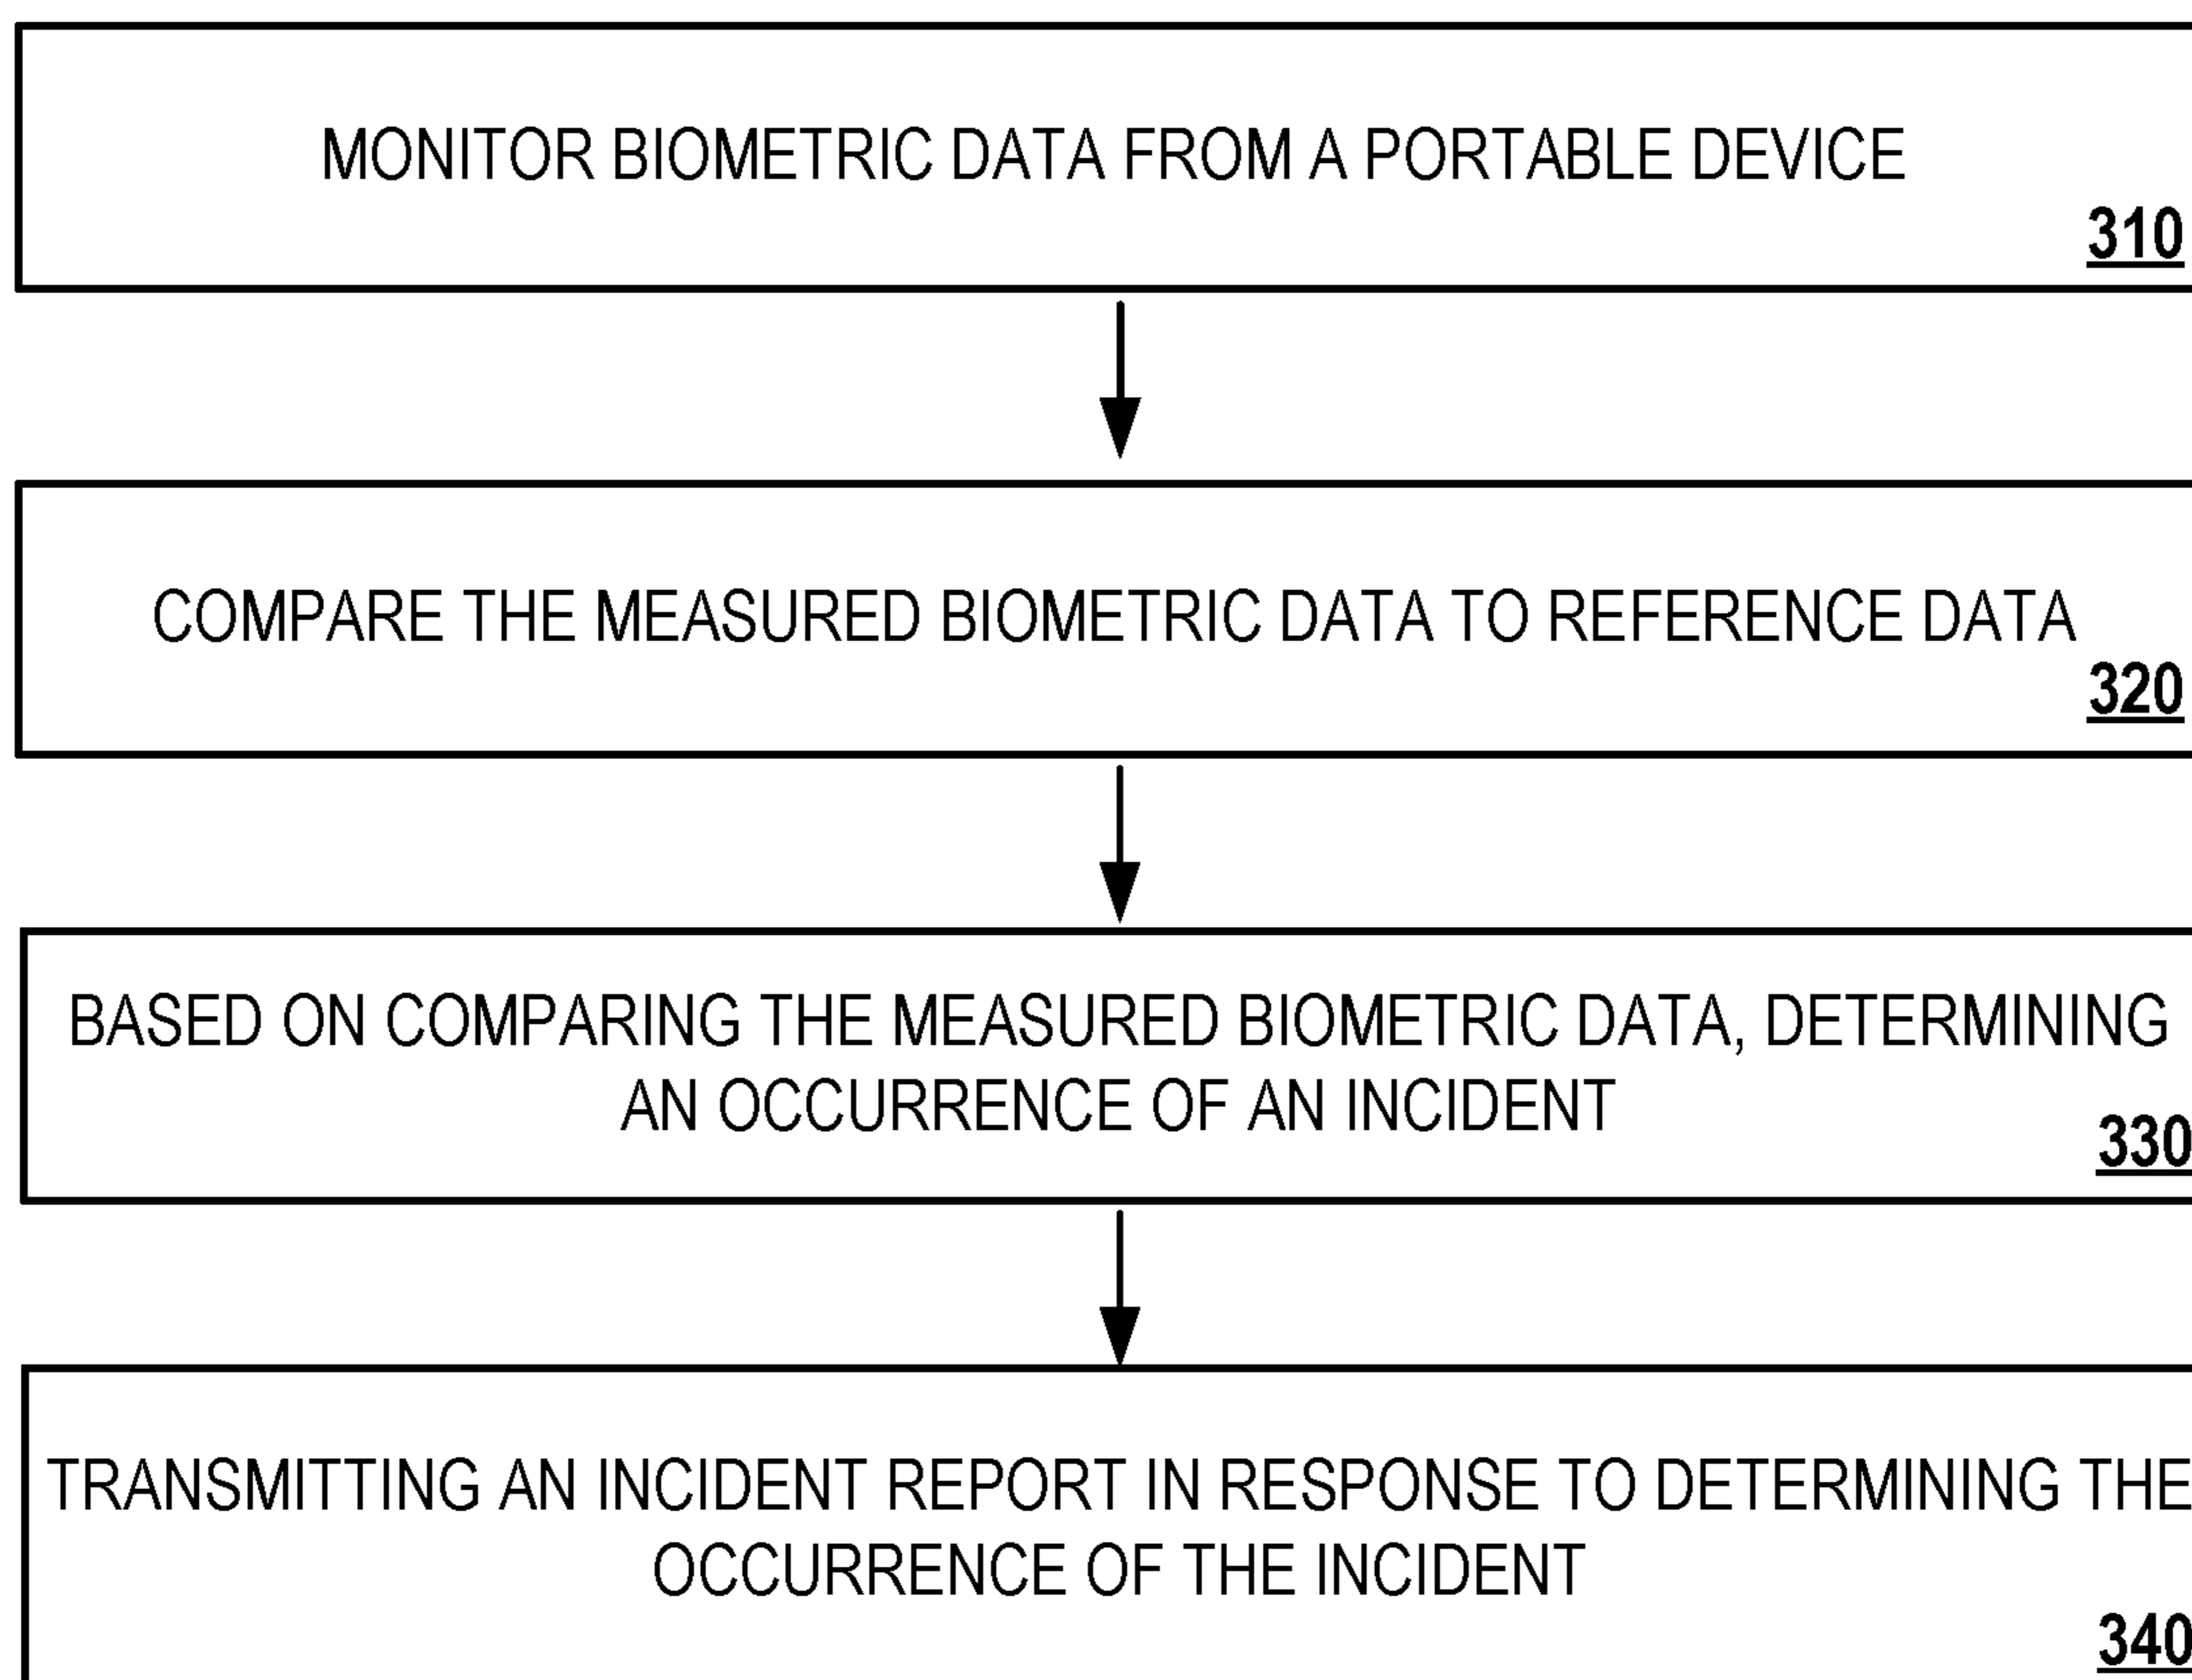 MONITOR BIOMETRIC DATA FROM A PORTABLE DEVICE
310
COMPARE THE MEASURED BIOMETRIC DATA TO REFERENCE DATA
320
BASED ON COMPARING THE MEASURED BIOMETRIC DATA, DETERMINING
AN OCCURRENCE OF AN INCIDENT
330
TRANSMITTING AN INCIDENT REPORT IN RESPONSE TO DETERMINING THE
OCCURRENCE OF THE INCIDENT
340